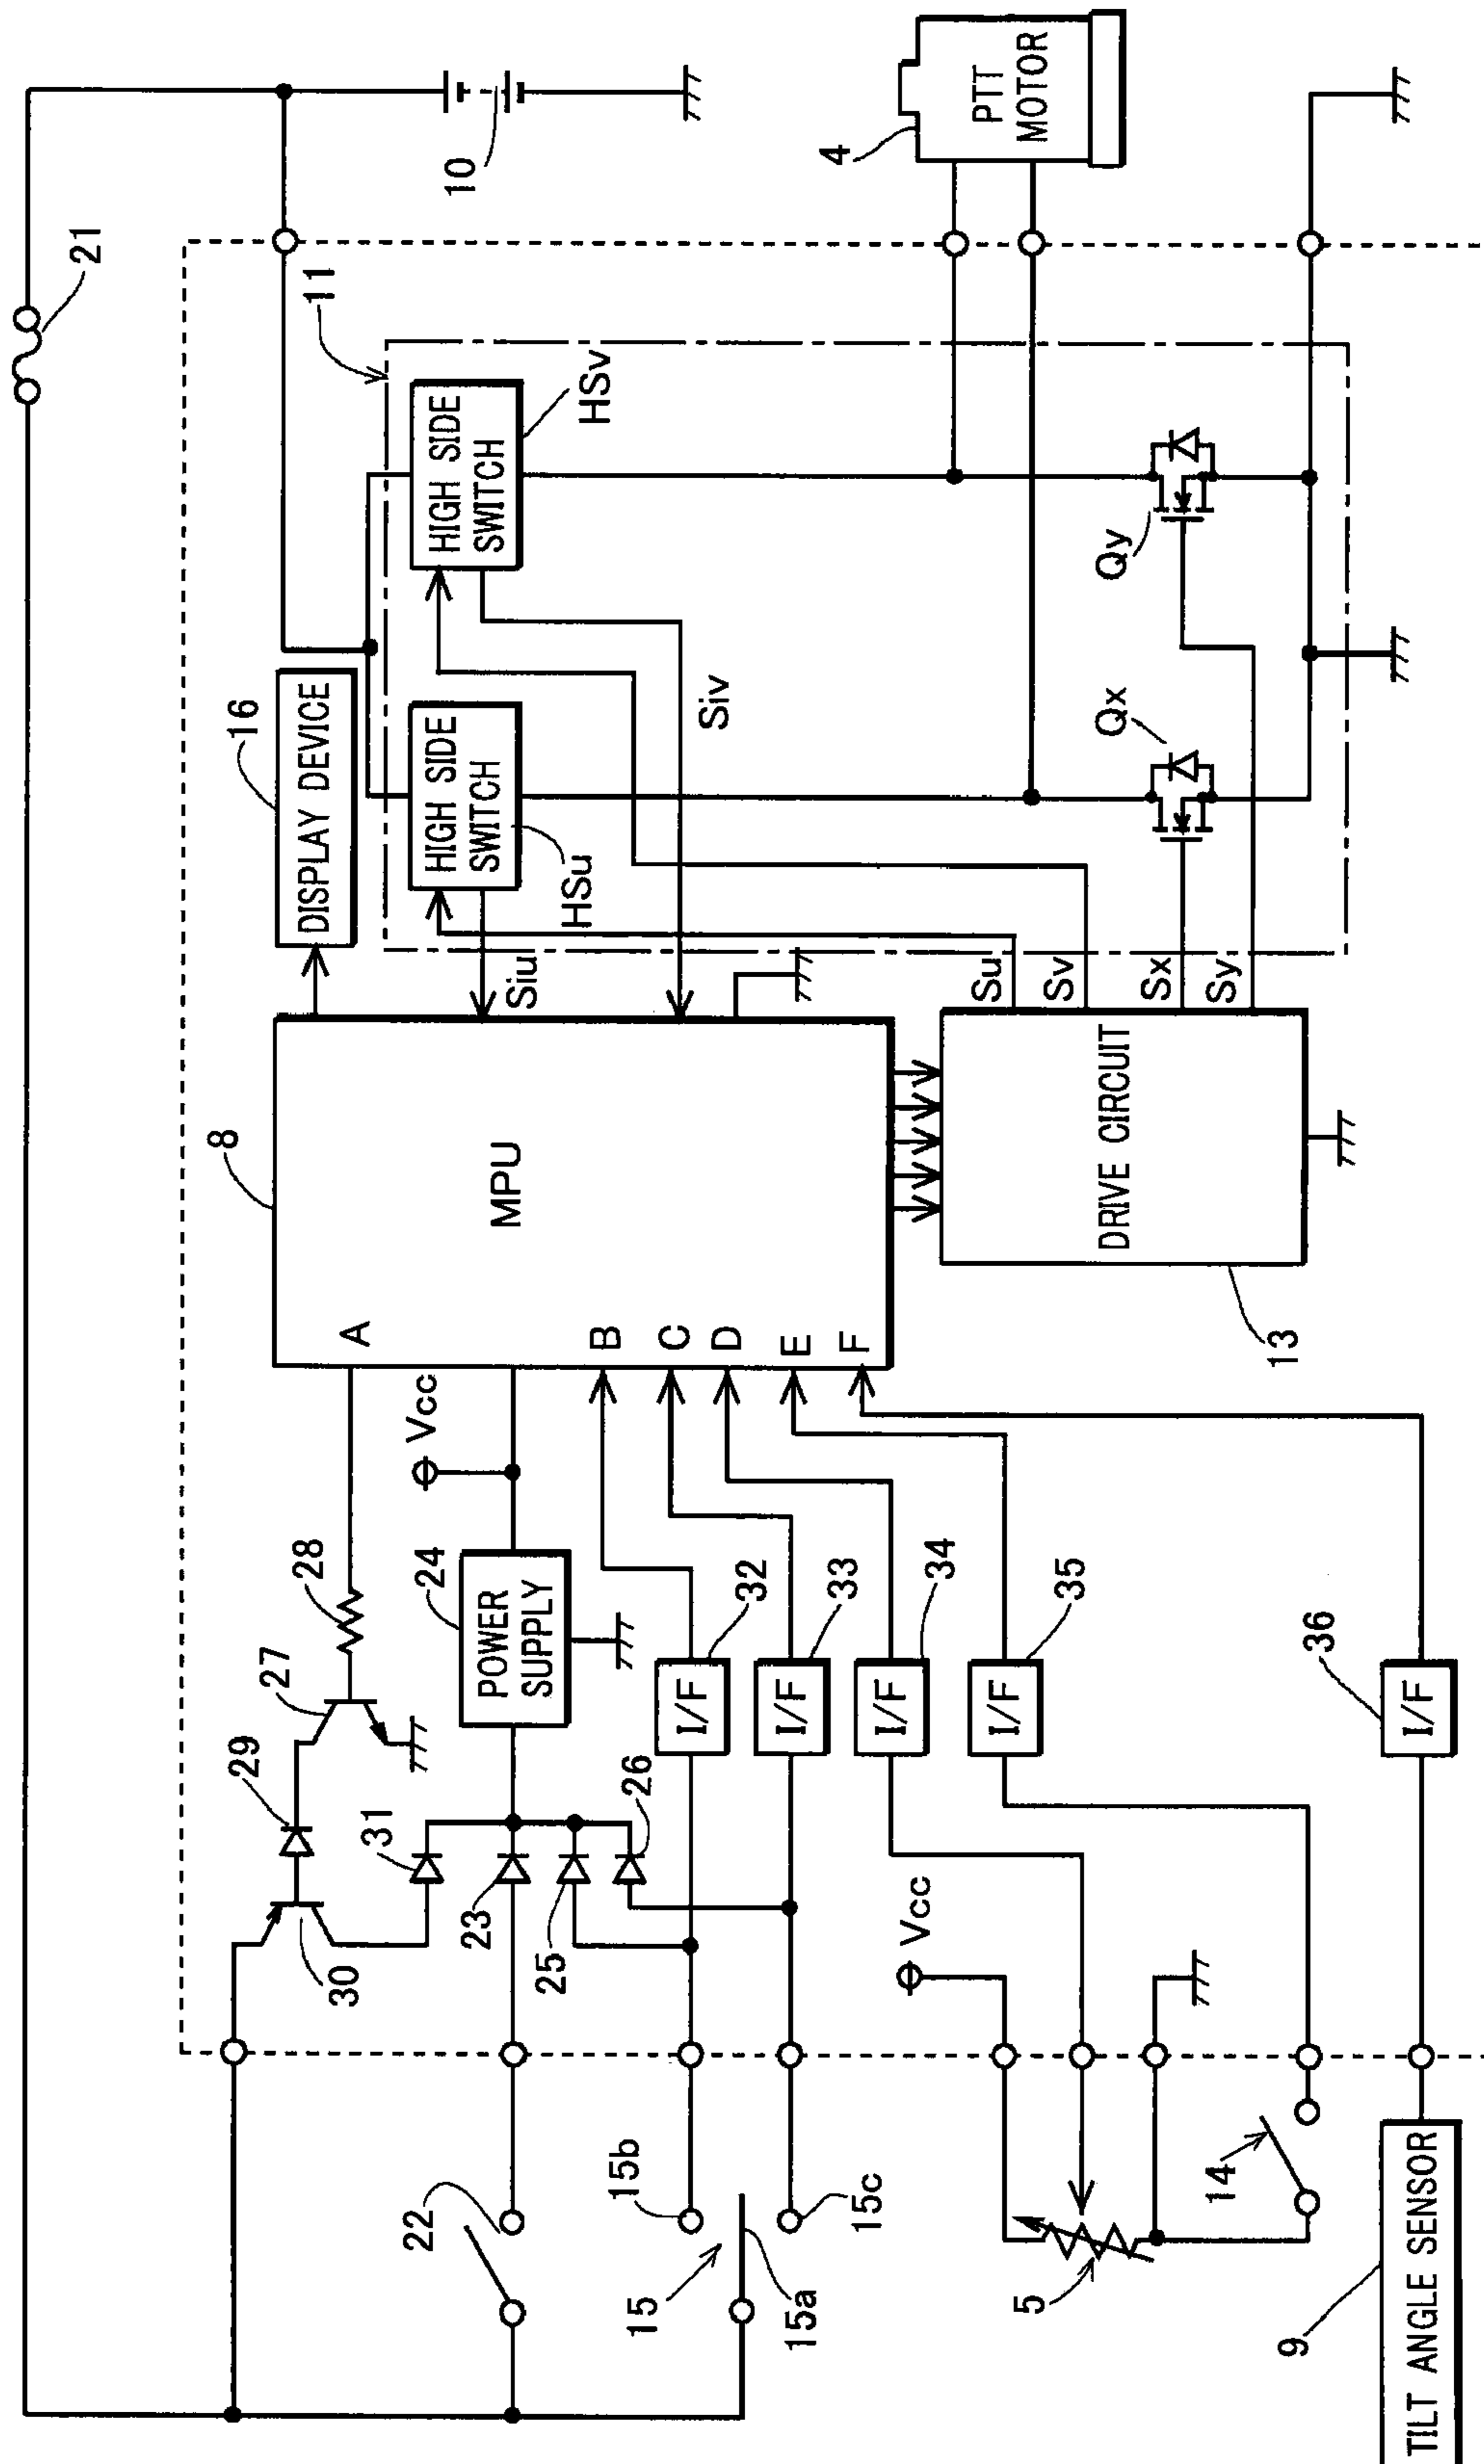 21
10
4
PTT
MOTOR
11
HIGH SIDE
SWITCH
HSv
HIGH SIDE
SWITCH
HSu
16
DISPLAY DEVICE
Siu
Siv
Qy
Qx
Su
Sv
Sx
Sy
8
MPU
A
B
C
D
E
F
DRIVE CIRCUIT
13
Vcc
28
27
29
30
31
24
POWER
SUPPLY
23
25
26
I/F
32
I/F
33
I/F
34
I/F
35
I/F
36
Vcc
22
15
15b
15a
15c
5
14
9
TILT ANGLE SENSOR